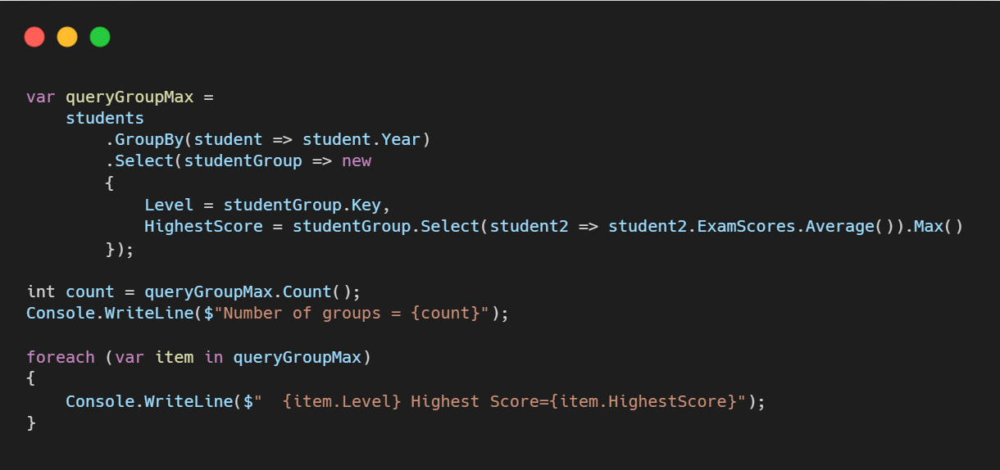 var queryGroupMax =
    students
        .GroupBy(student => student.Year)
        .Select(studentGroup => new
        {
            Level = studentGroup.Key,
            HighestScore = studentGroup.Select(student2 => student2.ExamScores.Average()).Max()
        });

int count = queryGroupMax.Count();
Console.WriteLine($"Number of groups = {count}");

foreach (var item in queryGroupMax)
{
    Console.WriteLine($"  {item.Level} Highest Score={item.HighestScore}");
}